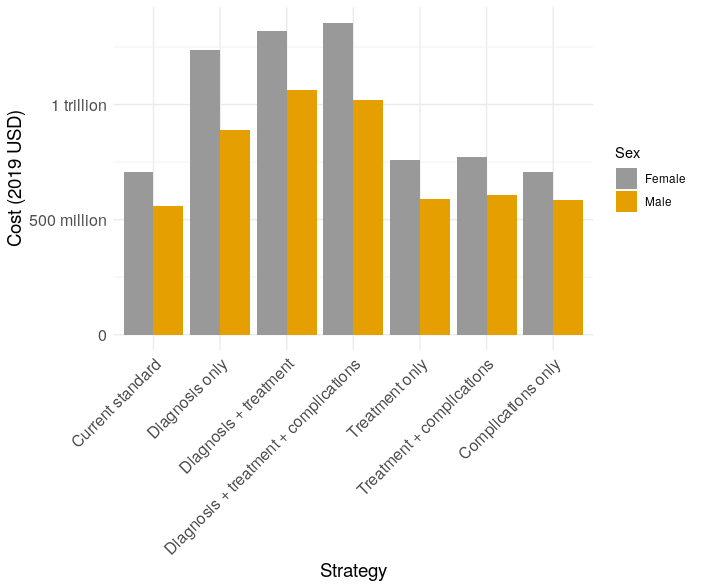 Cost (2019 USD)
1 trillion
500 million
0
Current standard
Diagnosis only
Diagnosis + treatment
Diagnosis + treatment + complications
Treatment only
Treatment + complications
Complications only
Strategy
Sex
Female
Male